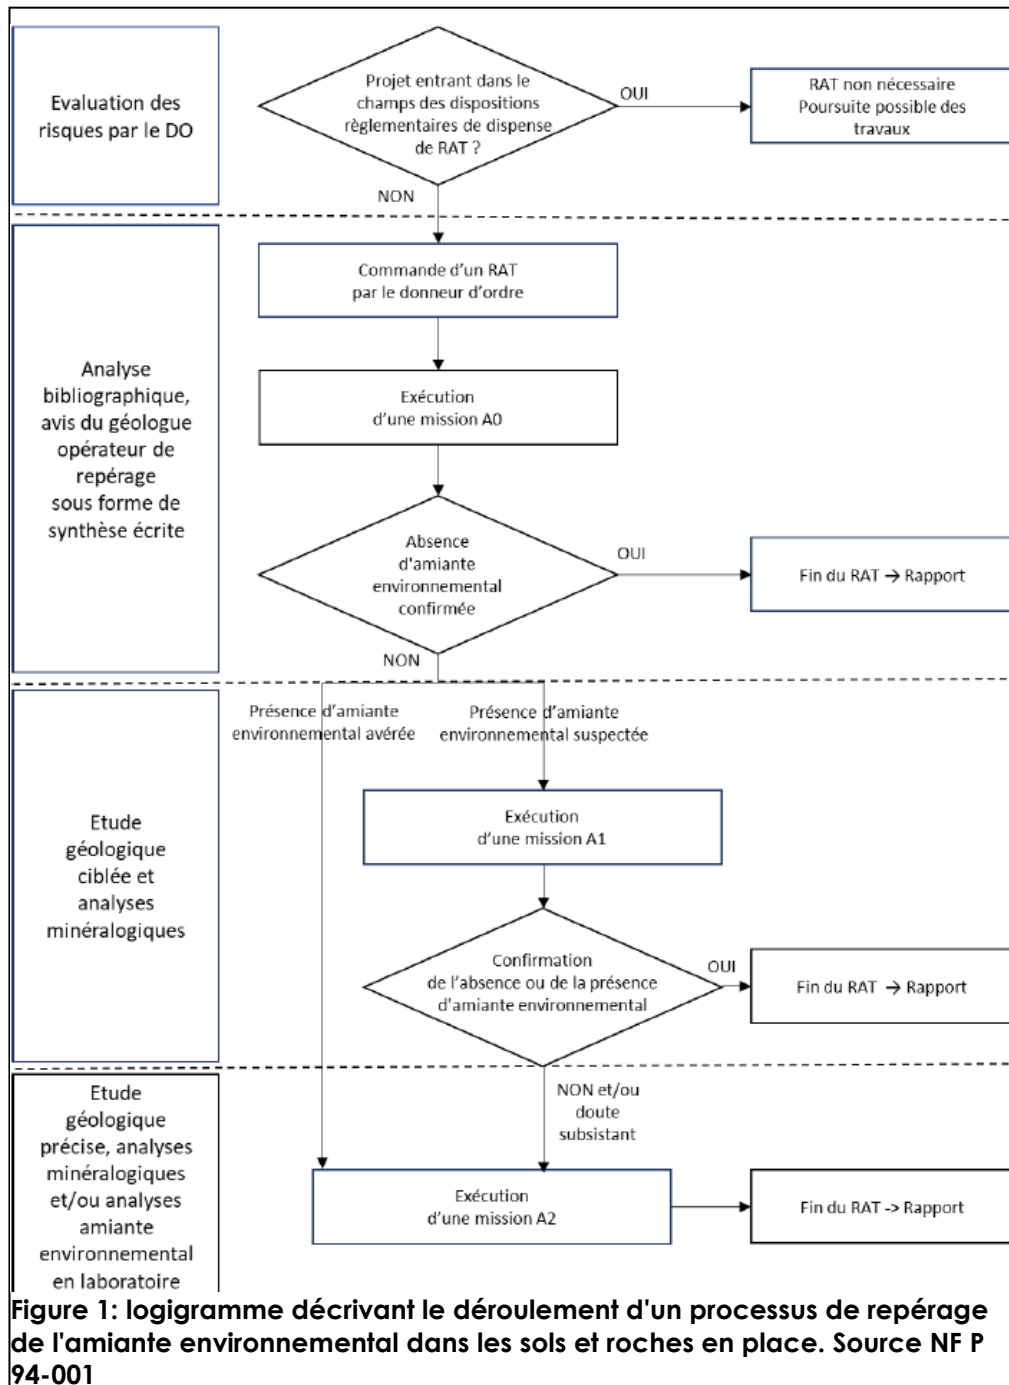 Evaluation des
risques par le DO
Projet entrant dans le
champs des dispositions
règlementaires de dispense
de RAT ?
OUI
RAT non nécessaire
Poursuite possible des
travaux
NON
Analyse
bibliographique,
avis du géologue
opérateur de
repérage
sous forme de
synthèse écrite
Commande d'un RAT
par le donneur d'ordre
Exécution
d'une mission A0
Absence
d'amiante
environnemental
confirmée
OUI
Fin du RAT → Rapport
NON
Etude
géologique
ciblée et
analyses
minéralogiques
Présence d'amiante
environnemental avérée
Présence d'amiante
environnemental suspectée
Exécution
d'une mission A1
Confirmation
de l'absence ou de la présence
d'amiante environnemental
OUI
Fin du RAT → Rapport
Etude
géologique
précise, analyses
minéralogiques
et/ou analyses
amiante
environnemental
en laboratoire
NON et/ou
doute
subsistant
Exécution
d'une mission A2
Fin du RAT -> Rapport
Figure 1: logigramme décrivant le déroulement d'un processus de repérage
de l'amiante environnemental dans les sols et roches en place. Source NF P
94-001